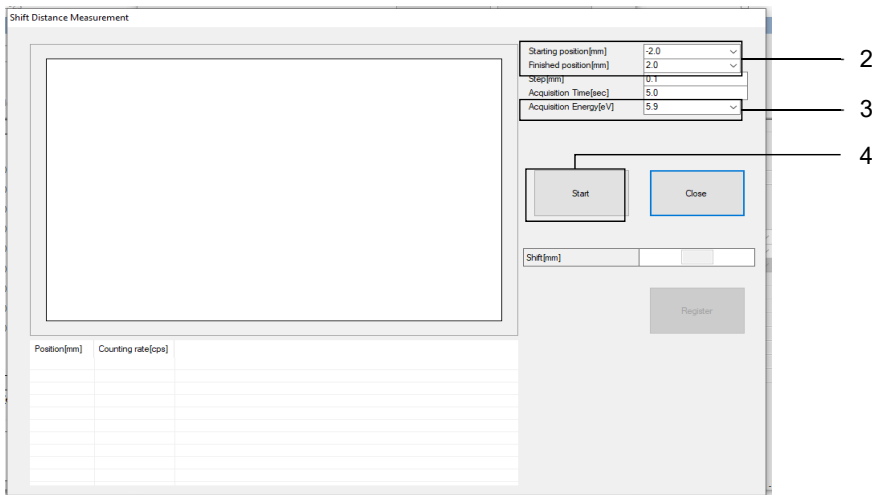 Shift Distance Measurement
Starting position[mm] -2.0
2
Finished position[mm] 2.0
Step[mm] 0.1
Acquisition Time[sec] 5.0
Acquisition Energy[eV] 5.9
3
4
Start Close
Shift[mm]
Register
Position[mm] Counting rate[cps]